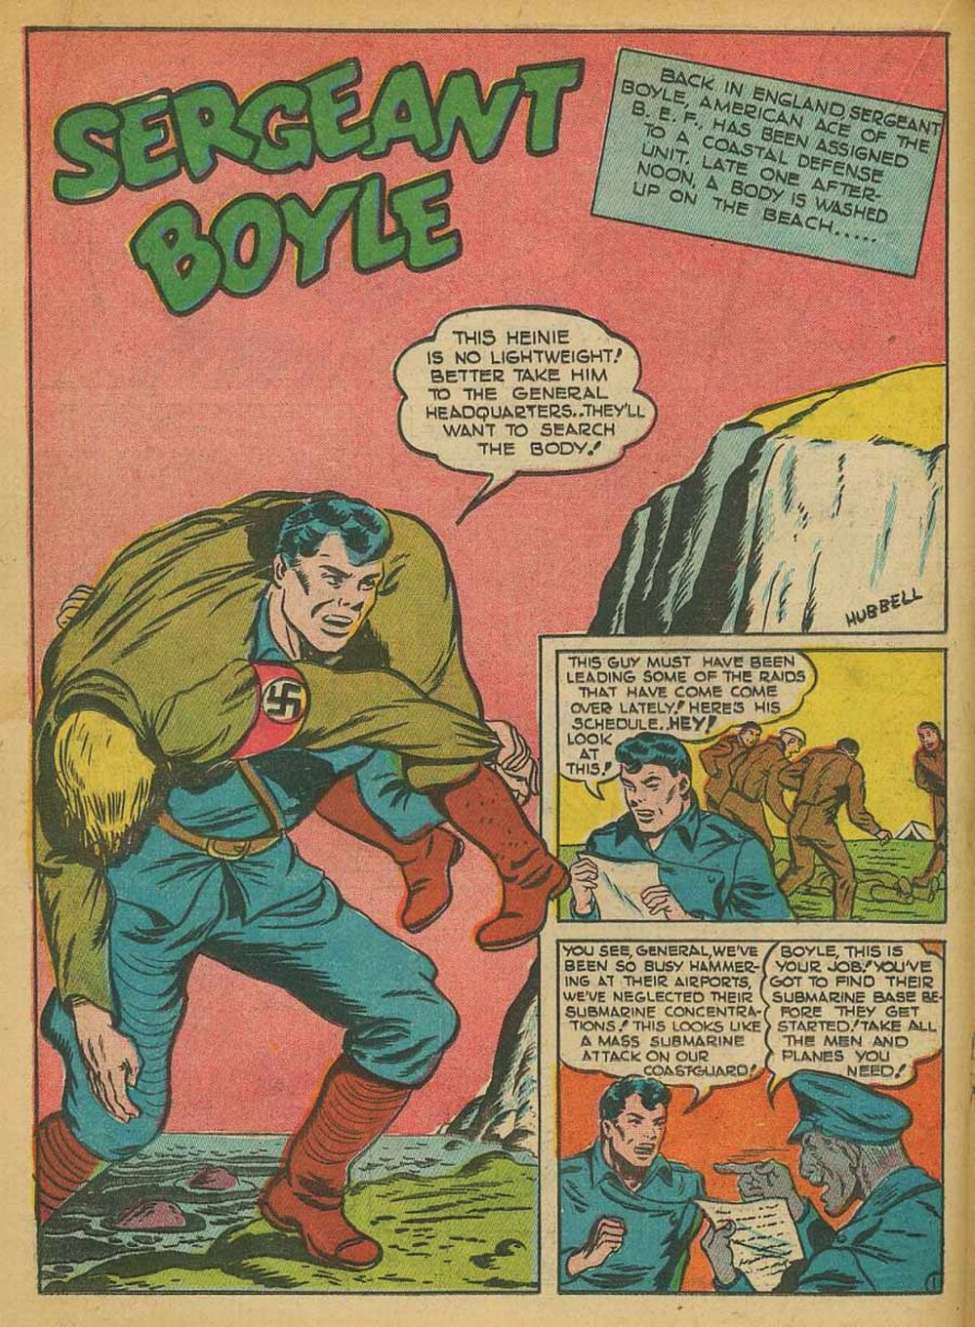 SERGEANT
BOYLE
BACK IN ENGLAND, SERGEANT
BOYLE, AMERICAN ACE OF THE
B.E.F., HAS BEEN ASSIGNED
TO A COASTAL DEFENSE
UNIT. LATE ONE AFTER-
NOON, A BODY IS WASHED
UP ON THE BEACH.....
THIS HEINIE
IS NO LIGHTWEIGHT!
BETTER TAKE HIM
TO THE GENERAL
HEADQUARTERS..THEY'LL
WANT TO SEARCH
THE BODY!
HUBBELL
THIS GUY MUST HAVE BEEN
LEADING SOME OF THE RAIDS
THAT HAVE COME COME
OVER LATELY! HERE'S HIS
SCHEDULE..HEY!
LOOK
AT
THIS!
YOU SEE, GENERAL, WE'VE
BEEN SO BUSY HAMMER-
ING AT THEIR AIRPORTS,
WE'VE NEGLECTED THEIR
SUBMARINE CONCENTRA-
TIONS! THIS LOOKS LIKE
A MASS SUBMARINE
ATTACK ON OUR
COASTGUARD!
BOYLE, THIS IS
YOUR JOB! YOU'VE
GOT TO FIND THEIR
SUBMARINE BASE BE-
FORE THEY GET
STARTED! TAKE ALL
THE MEN AND
PLANES YOU
NEED!
1